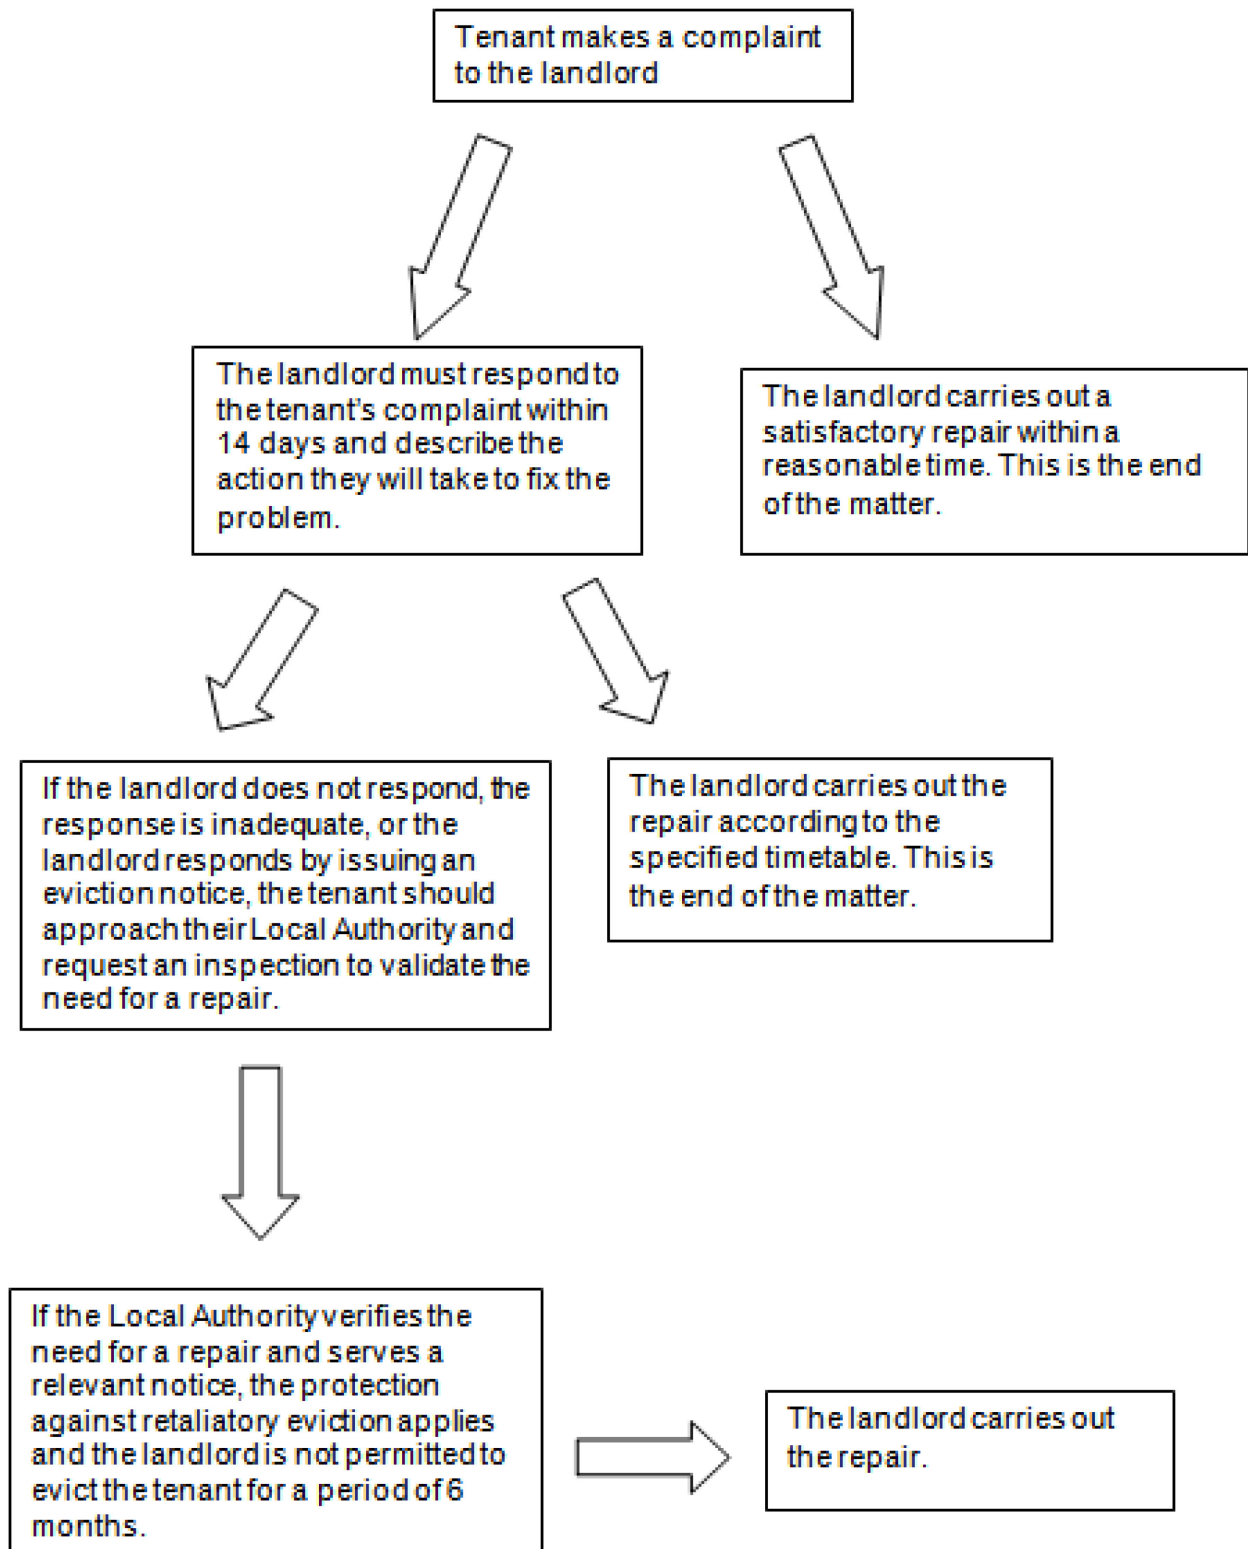 Tenant makes a complaint
to the landlord
The landlord must respond to
the tenant's complaint within
14 days and describe the
action they will take to fix the
problem.
The landlord carries out a
satisfactory repair within a
reasonable time. This is the end
of the matter.
If the landlord does not respond, the
response is inadequate, or the
landlord responds by issuing an
eviction notice, the tenant should
approach their Local Authority and
request an inspection to validate the
need for a repair.
The landlord carries out the
repair according to the
specified timetable. This is
the end of the matter.
If the Local Authority verifies the
need for a repair and serves a
relevant notice, the protection
against retaliatory eviction applies
and the landlord is not permitted to
evict the tenant for a period of 6
months.
The landlord carries out
the repair.